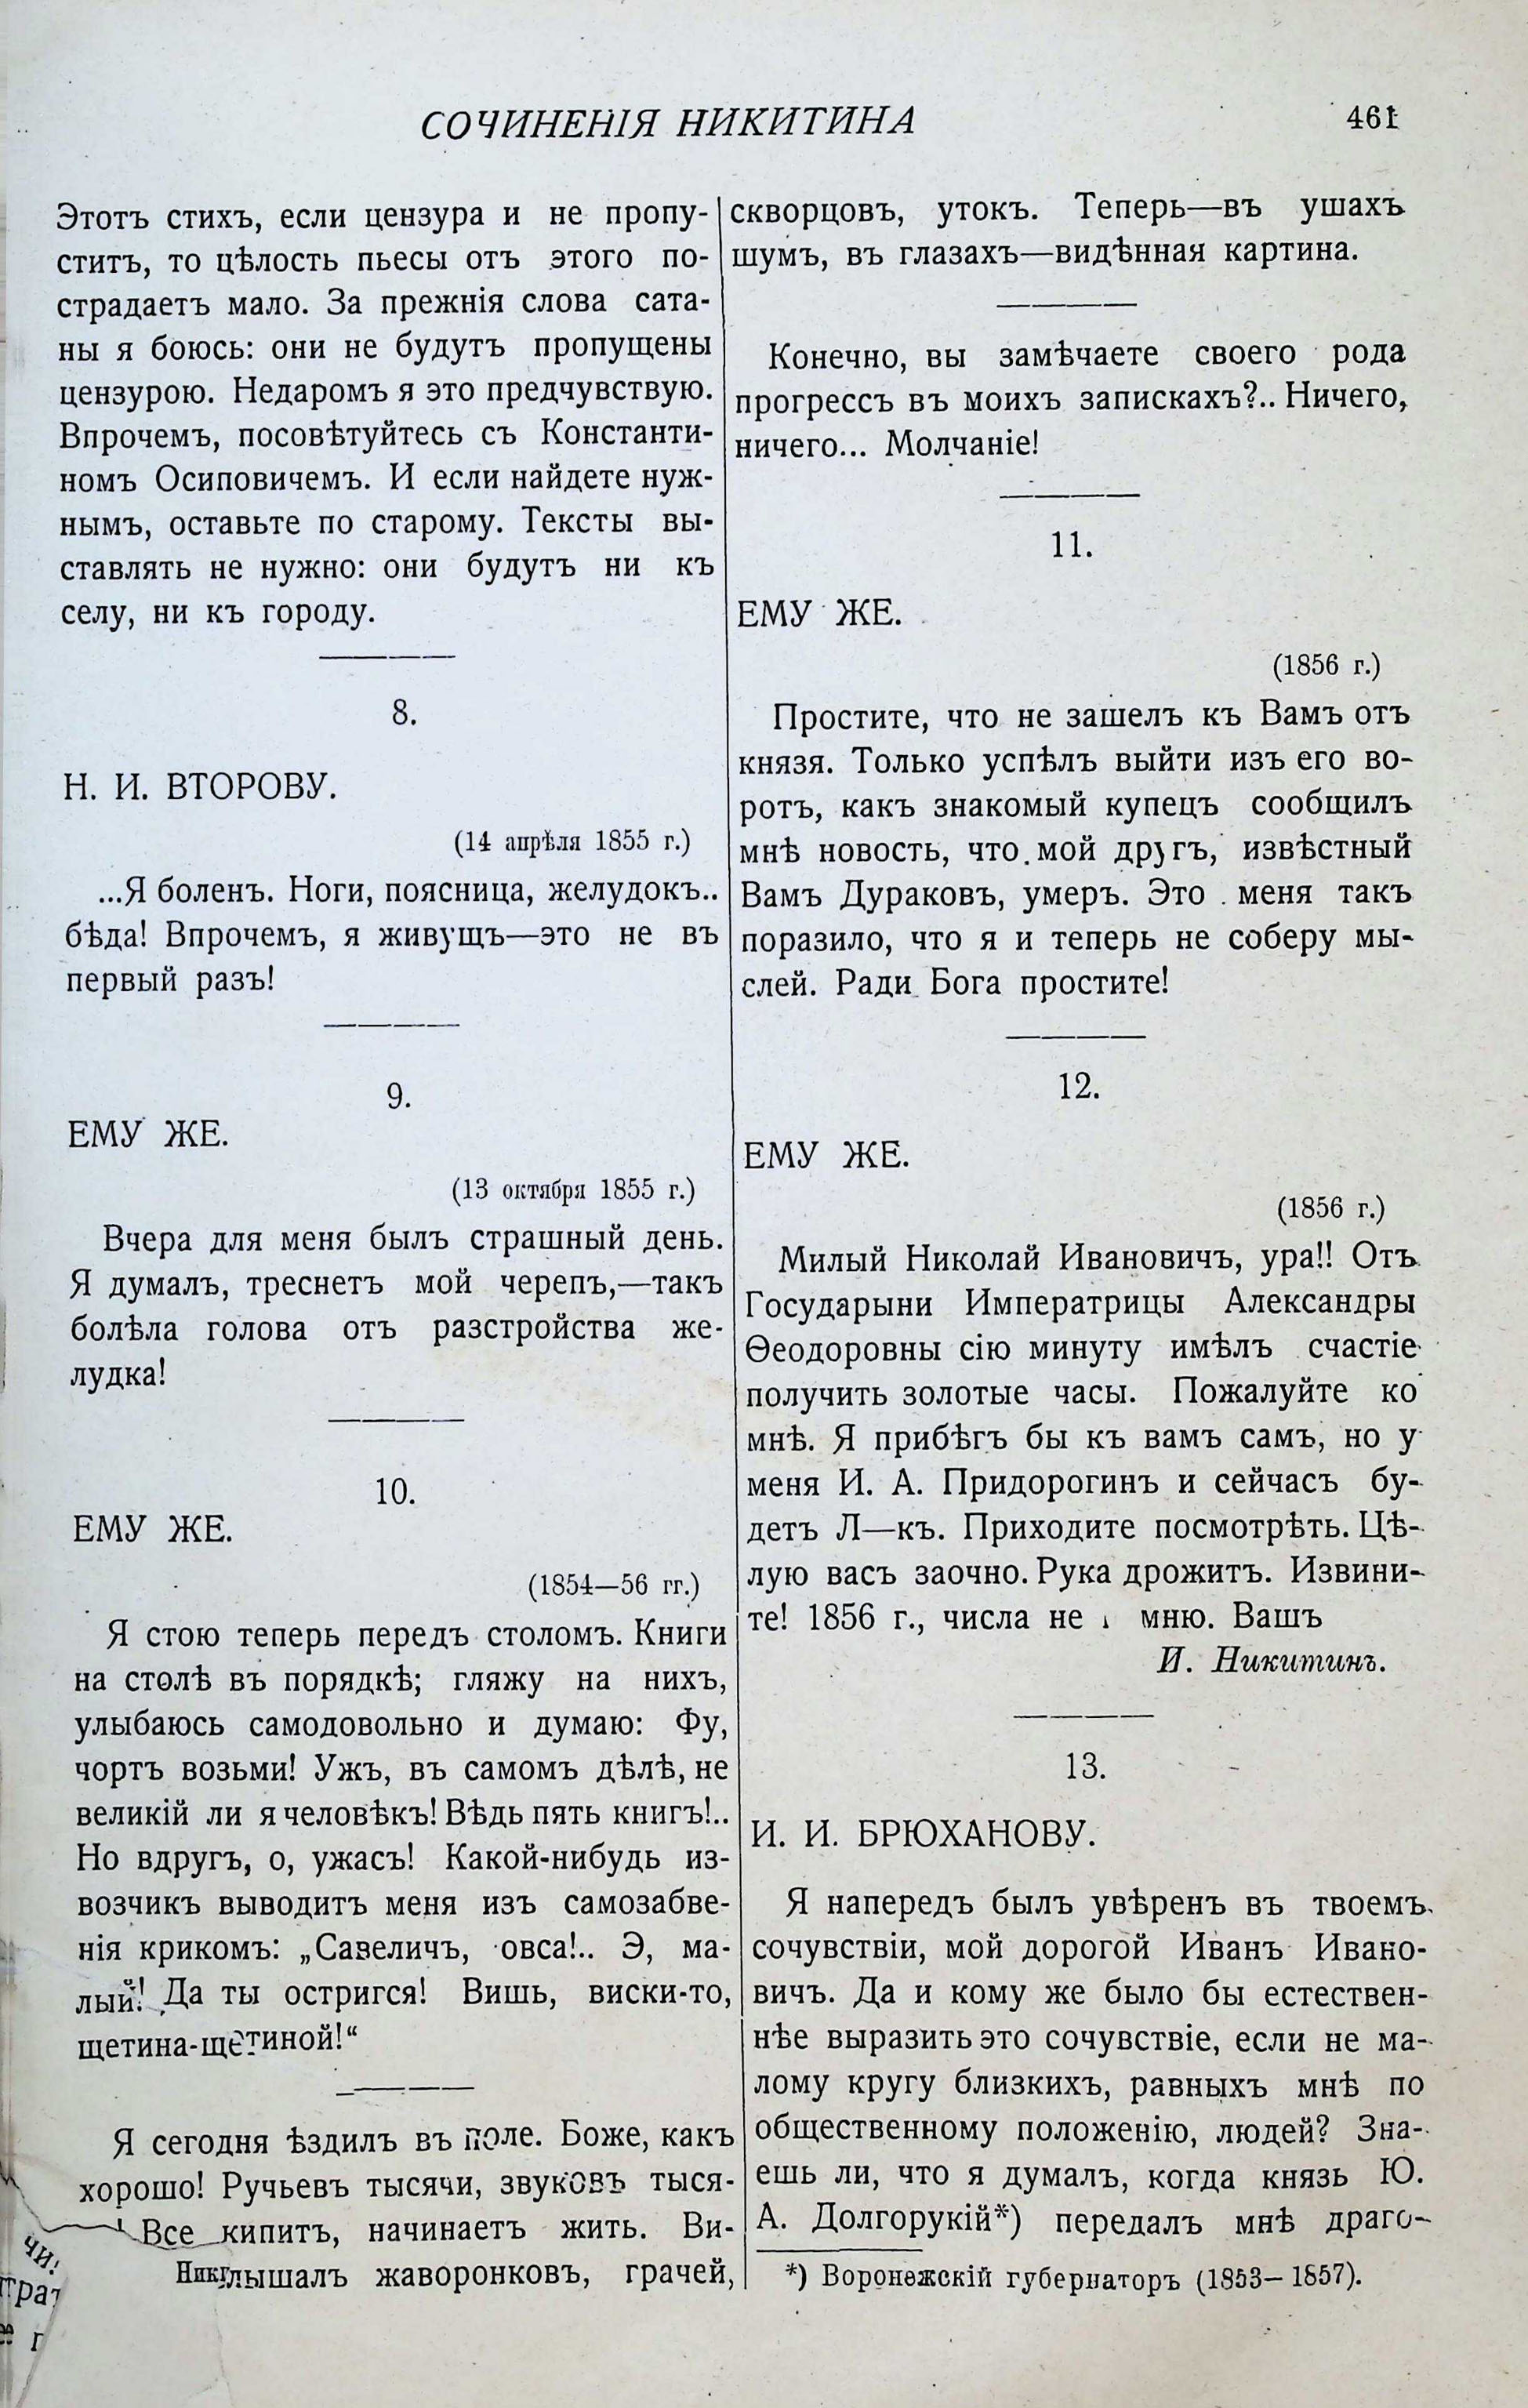 СОЧИНЕНІЯ НИКИТИНА
461
Этотъ стихъ, если цензура и не пропу-
ститъ, то цѣлость пьесы отъ этого по-
страдаетъ мало. За прежнія слова сата-
ны я боюсь: они не будутъ пропущены
цензурою. Недаромъ я это предчувствую.
Впрочемъ, посовѣтуйтесь съ Константи-
номъ Осиповичемъ. И если найдете нуж-
нымъ, оставьте по старому. Тексты вы-
ставлять не нужно: они будутъ ни къ
селу, ни къ городу.
8.
Н. И. ВТОРОВУ.
(14 апрѣля 1855 г.)
...Я боленъ. Ноги, поясница, желудокъ..
бѣда! Впрочемъ, я живущъ—это не въ
первый разъ!
9.
ЕМУ ЖЕ.
(13 октября 1855 г.)
Вчера для меня былъ страшный день.
Я думалъ, треснетъ мой черепъ,—такъ
болѣла голова отъ разстройства же-
лудка!
10.
ЕМУ ЖЕ.
(1854—56 гг.)
Я стою теперь передъ столомъ. Книги
на столѣ въ порядкѣ; гляжу на нихъ,
улыбаюсь самодовольно и думаю: Фу,
чортъ возьми! Ужъ, въ самомъ дѣлѣ, не
великій ли я человѣкъ! Вѣдь пять книгъ!..
Но вдругъ, о, ужасъ! Какой-нибудь из-
возчикъ выводитъ меня изъ самозабве-
нія крикомъ: „Савеличъ, овса!.. Э, ма-
лый! Да ты остригся! Вишь, виски-то,
щетина-щетиной!“
Я сегодня ѣздилъ въ поле. Боже, какъ
хорошо! Ручьевъ тысячи, звуковъ тыся-
Все кипитъ, начинаетъ жить. Ви-
лышалъ жаворонковъ, грачей,
чи!
скворцовъ, утокъ. Теперь—въ ушахъ
шумъ, въ глазахъ—видѣнная картина.
Конечно, вы замѣчаете своего рода
прогрессъ въ моихъ запискахъ?.. Ничего,
ничего... Молчаніе!
11.
ЕМУ ЖЕ.
(1856 г.)
Простите, что не зашелъ къ Вамъ отъ
князя. Только успѣлъ выйти изъ его во-
ротъ, какъ знакомый купецъ сообщилъ
мнѣ новость, что мой другъ, извѣстный
Вамъ Дураковъ, умеръ. Это меня такъ
поразило, что я и теперь не соберу мы-
слей. Ради Бога простите!
12.
ЕМУ ЖЕ.
(1856 г.)
Милый Николай Ивановичъ, ура!! Отъ
Государыни Императрицы Александры
Ѳеодоровны сію минуту имѣлъ счастіе
получить золотые часы. Пожалуйте ко
мнѣ. Я прибѣгъ бы къ вамъ самъ, но у
меня И. А. Придорогинъ и сейчасъ бу-
детъ Л—къ. Приходите посмотрѣть. Цѣ-
лую васъ заочно. Рука дрожитъ. Извини-
те! 1856 г., числа не мню. Вашъ
И. Никитинъ.
13.
И. И. БРЮХАНОВУ.
Я напередъ былъ увѣренъ въ твоемъ
сочувствіи, мой дорогой Иванъ Ивано-
вичъ. Да и кому же было бы естествен-
нѣе выразить это сочувствіе, если не ма-
лому кругу близкихъ, равныхъ мнѣ по
общественному положенію, людей? Зна-
ешь ли, что я думалъ, когда князь Ю.
А. Долгорукій*) передалъ мнѣ драго-
*) Воронежскій губернаторъ (1853—1857).